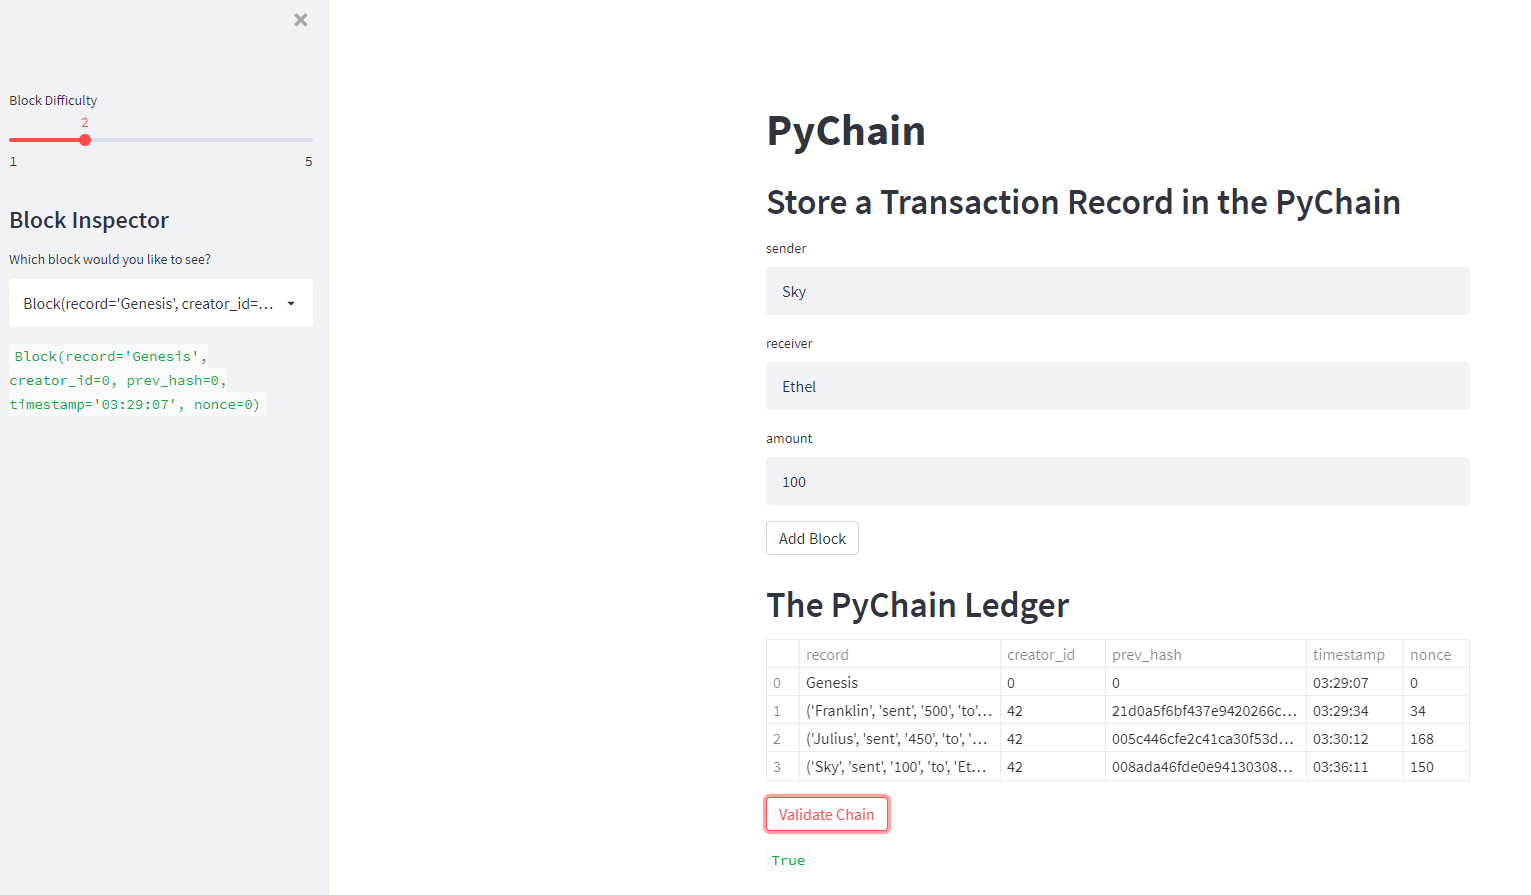 ×
Block Difficulty
2
1 5
Block Inspector
Which block would you like to see?
Block(record='Genesis', creator_id=...
Block(record='Genesis',
creator_id=0, prev_hash=0,
timestamp='03:29:07', nonce=0)
PyChain
Store a Transaction Record in the PyChain
sender
Sky
receiver
Ethel
amount
100
Add Block
The PyChain Ledger
record creator_id prev_hash timestamp nonce
0 Genesis 0 0 03:29:07 0
1 ('Franklin', 'sent', '500', 'to'... 42 21d0a5f6bf437e9420266c... 03:29:34 34
2 ('Julius', 'sent', '450', 'to', '... 42 005c446cfe2c41ca30f53d... 03:30:12 168
3 ('Sky', 'sent', '100', 'to', 'Et... 42 008ada46fde0e94130308... 03:36:11 150
Validate Chain
True